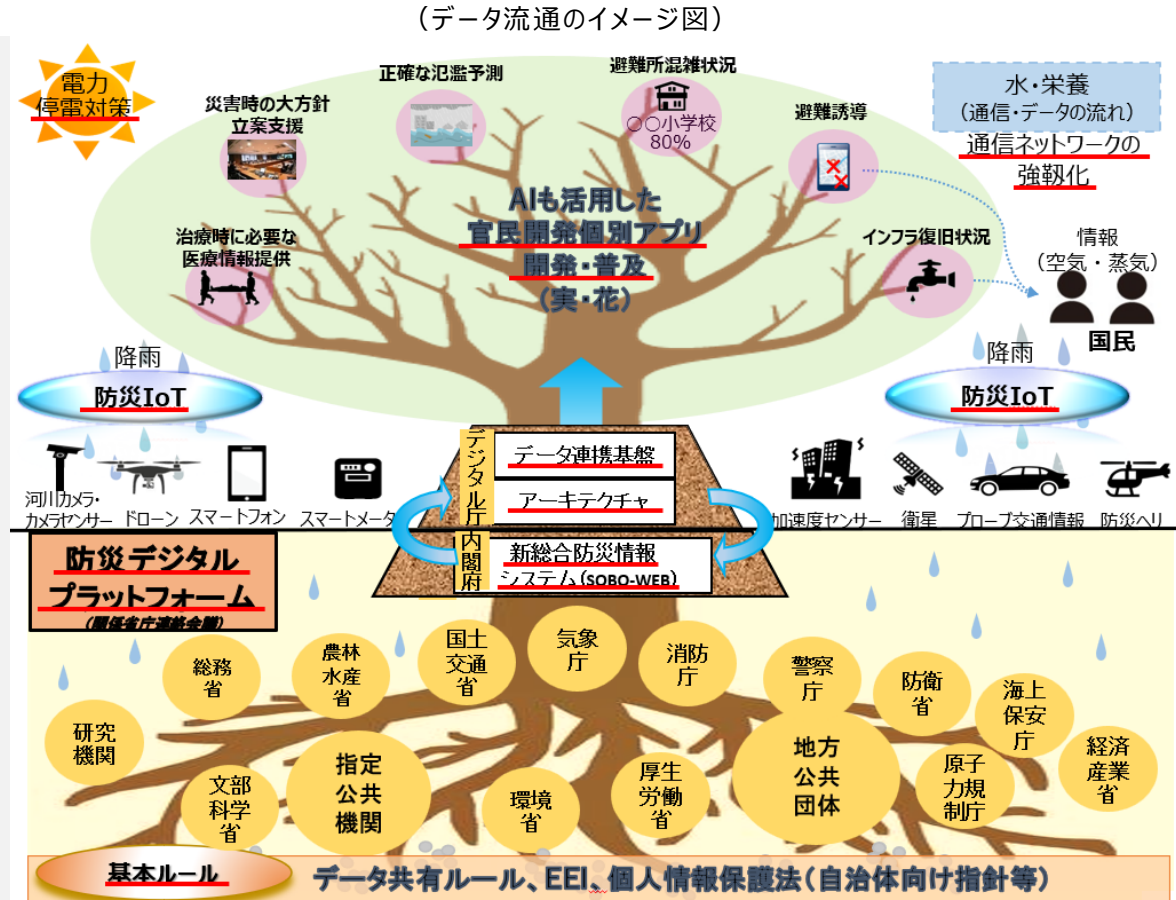 （データ流通のイメージ図）
電力
停電対策
災害時の大方針
立案支援
正確な氾濫予測
避難所混雑状況
○○小学校
80%
避難誘導
水・栄養
（通信・データの流れ）
通信ネットワークの
強靱化
治療時に必要な
医療情報提供
AIも活用した
官民開発個別アプリ
開発・普及
（実・花）
インフラ復旧状況
情報
（空気・蒸気）
国民
降雨
防災IoT
降雨
防災IoT
河川カメラ・
カメラセンサー
ドローン
スマートフォン
スマートメータ
デジタル庁
データ連携基盤
アーキテクチャ
加速度センサー
衛星
プローブ交通情報
防災ヘリ
内閣府
新総合防災情報
システム（SOBO-WEB）
防災デジタル
プラットフォーム
（関係省庁連絡会議）
総務
省
農林
水産
省
国土
交通
省
気象
庁
消防
庁
警察
庁
防衛
省
海上
保安
庁
研究
機関
経済
産業
省
文部
科学
省
指定
公共
機関
環境
省
厚生
労働
省
地方
公共
団体
原子
力規
制庁
基本ルール
データ共有ルール、EEI、個人情報保護法（自治体向け指針等）